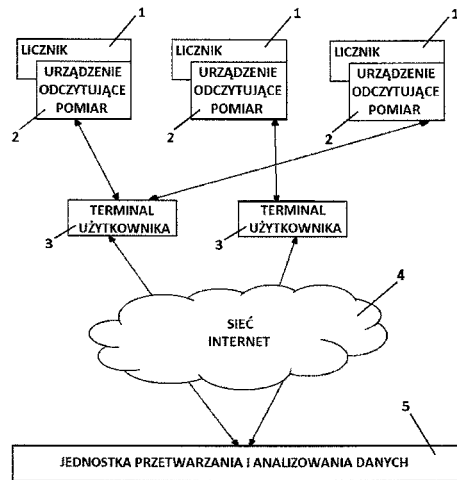 1
1
1
LICZNIK
LICZNIK
LICZNIK
URZĄDZENIE
ODCZYTUJĄCE
POMIAR
URZĄDZENIE
ODCZYTUJĄCE
POMIAR
URZĄDZENIE
ODCZYTUJĄCE
POMIAR
2
2
2
TERMINAL
UŻYTKOWNIKA
TERMINAL
UŻYTKOWNIKA
3
3
4
SIEĆ
INTERNET
5
JEDNOSTKA PRZETWARZANIA I ANALIZOWANIA DANYCH